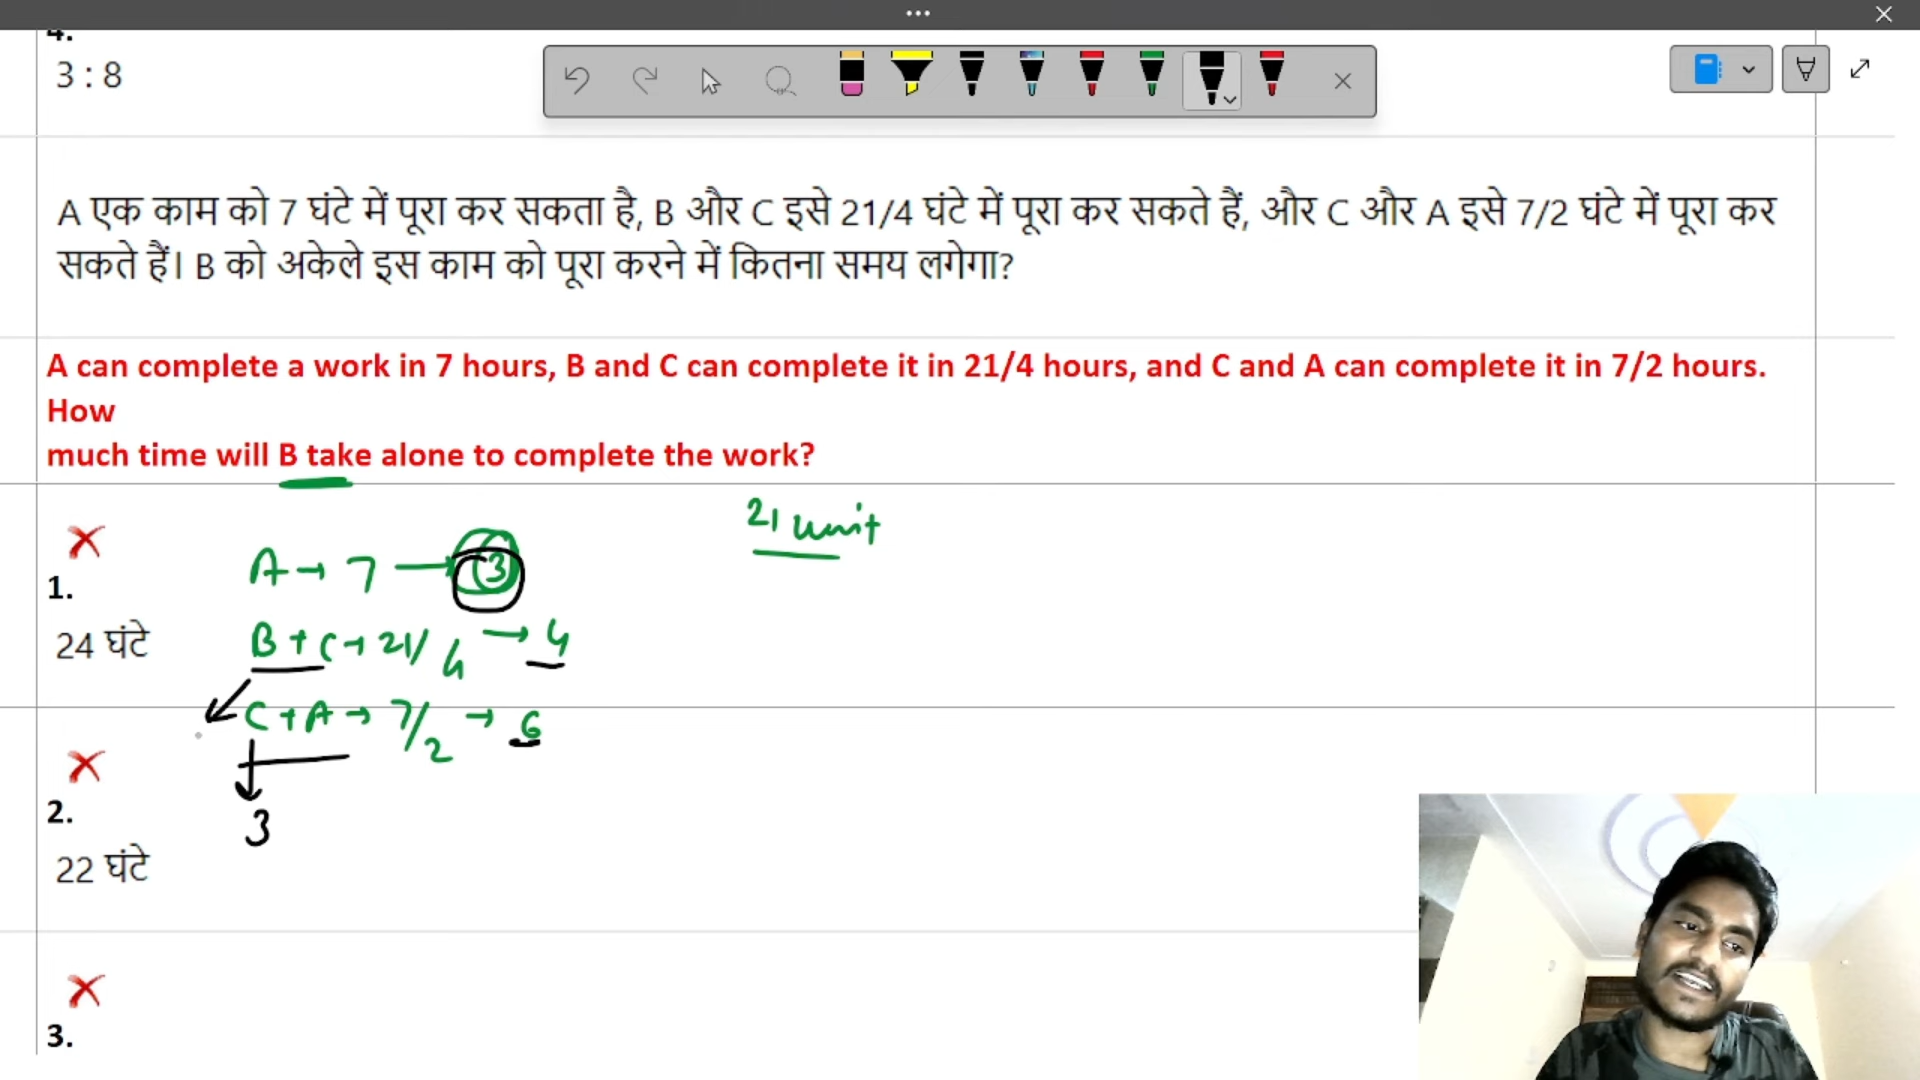 4.
3 : 8
A एक काम को 7 घंटे में पूरा कर सकता है, B और C इसे 21/4 घंटे में पूरा कर सकते हैं, और C और A इसे 7/2 घंटे में पूरा कर
सकते हैं। B को अकेले इस काम को पूरा करने में कितना समय लगेगा?
A can complete a work in 7 hours, B and C can complete it in 21/4 hours, and C and A can complete it in 7/2 hours.
How
much time will B take alone to complete the work?
21 unit
A → 7 → 3
1.
B + C → 21/4 → 4
24 घंटे
C + A → 7/2 → 6
2.
3
22 घंटे
3.